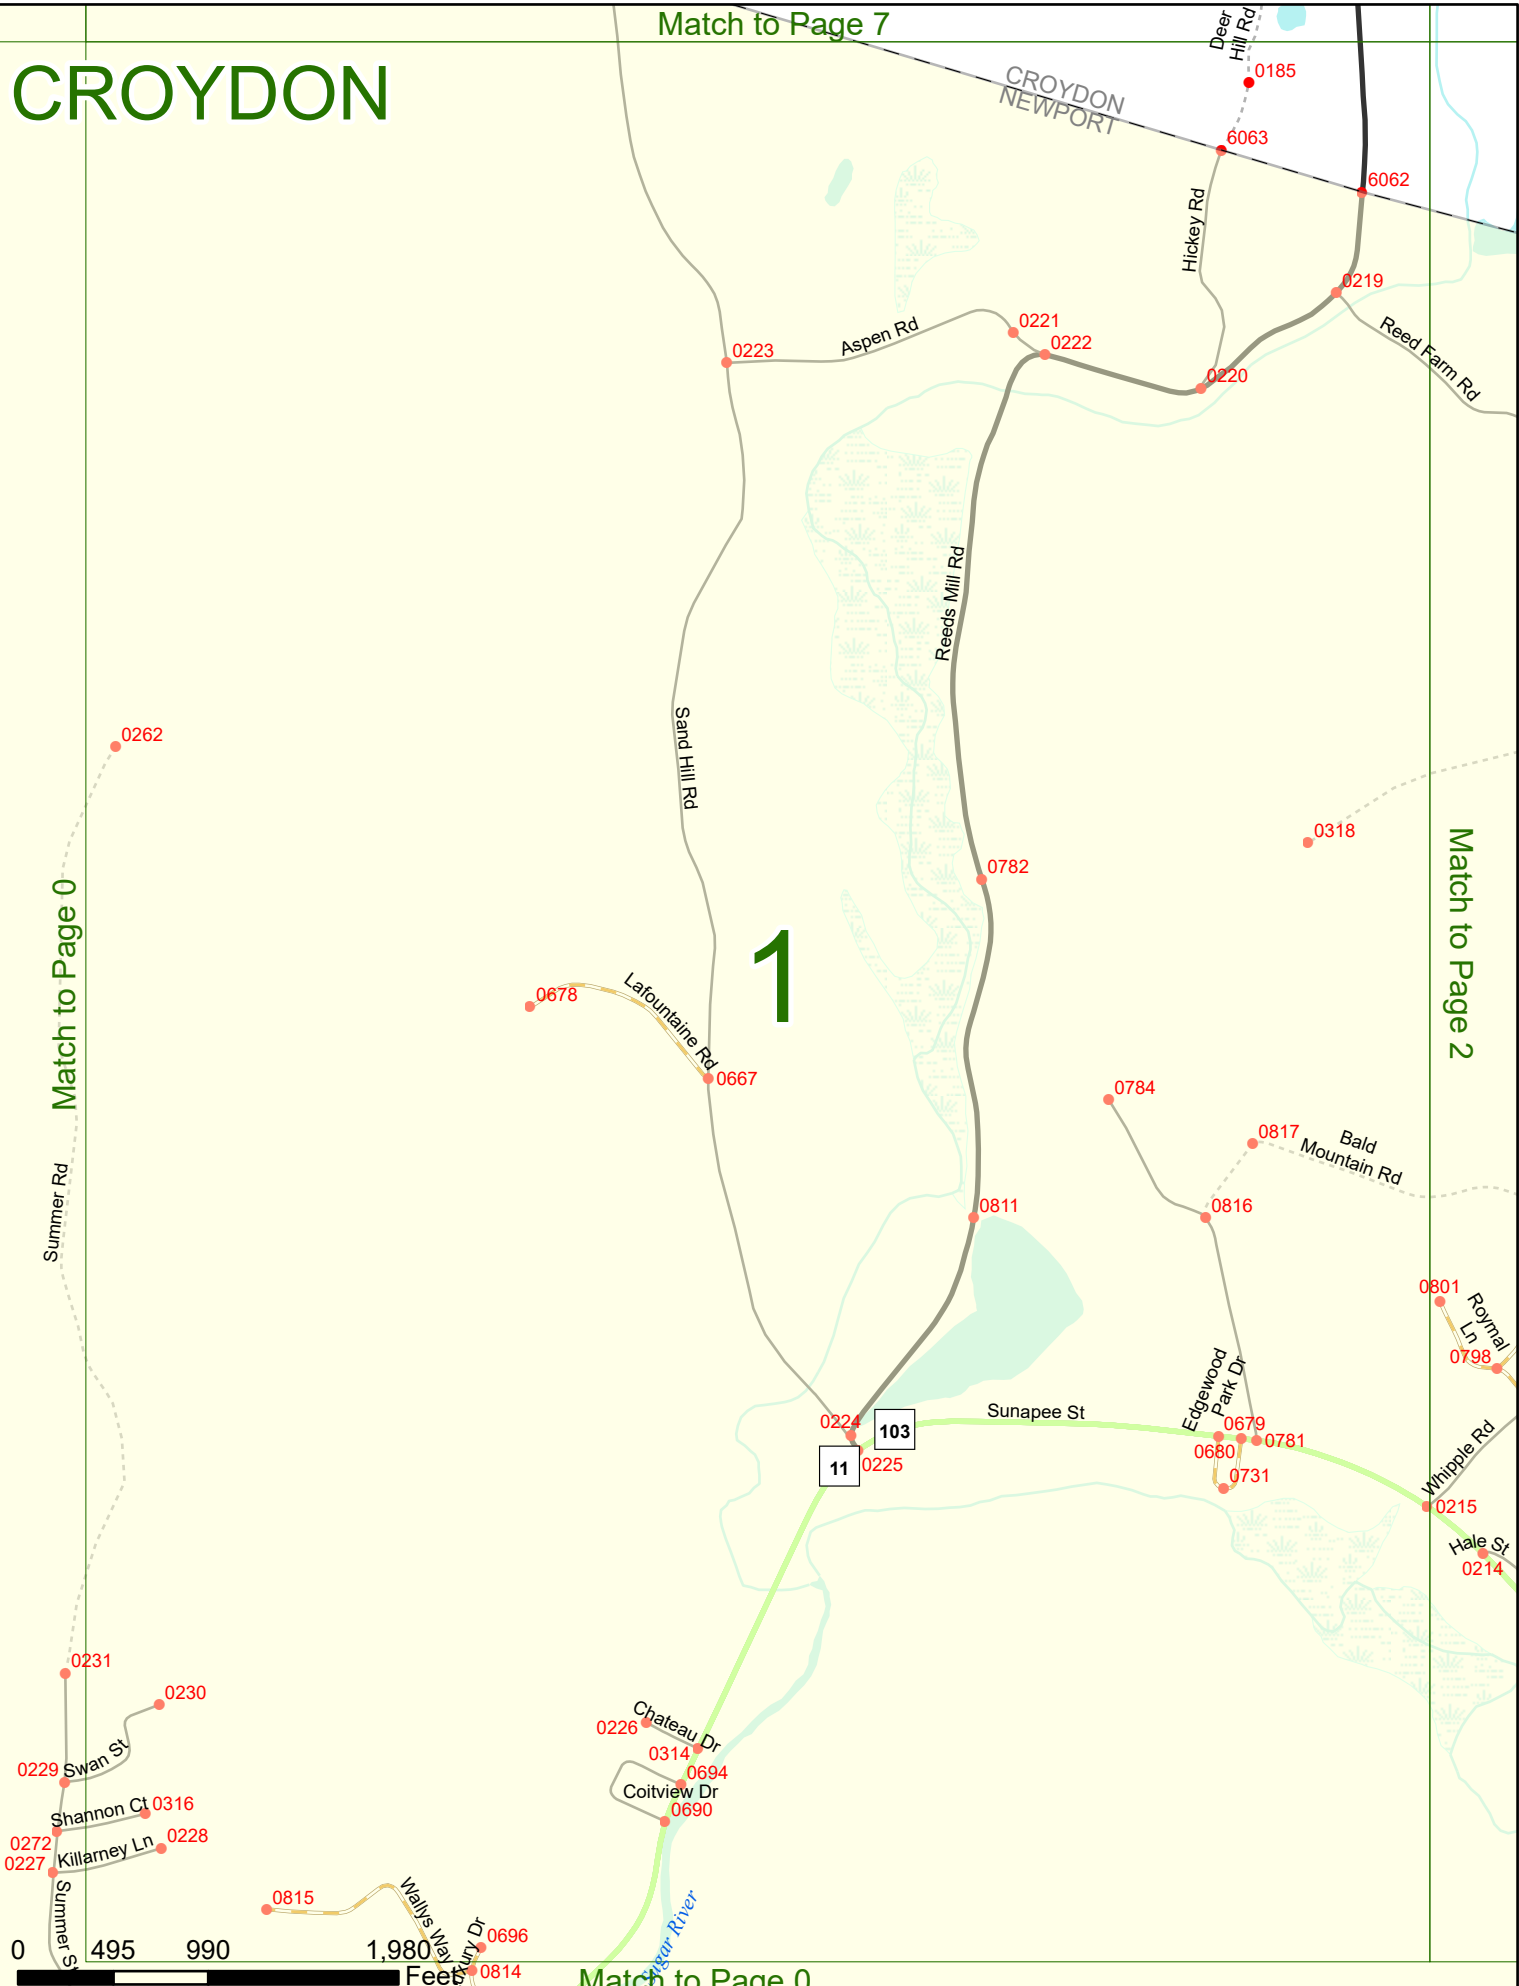 Match to Page 7
CROYDON
Deer
Hill Rd
0185
CROYDON
NEWPORT
6063
6062
Hickey Rd
0219
Reed Farm Rd
0221
0222
Aspen Rd
0223
0220
Reeds Mill Rd
Sand Hill Rd
0262
0318
Match to Page 0
Match to Page 2
0782
1
0678
Lafountaine Rd
0667
0784
0817
Bald
Mountain Rd
Summer Rd
0816
0811
0801
Roymal
Ln
0798
Edgewood
Park Dr
Sunapee St
0224
103
0679
0680
0781
11
0225
0731
Whipple Rd
0215
Hale St
0214
0231
0230
Swan St
0229
Chateau Dr
0226
0314
0694
Coitview Dr
0690
Shannon Ct
0316
0272
0228
Killarney Ln
0227
Summer St
0815
Wallys Way
0696
0814
Sugar River
0 495 990 1,980
Feet
Match to Page 0